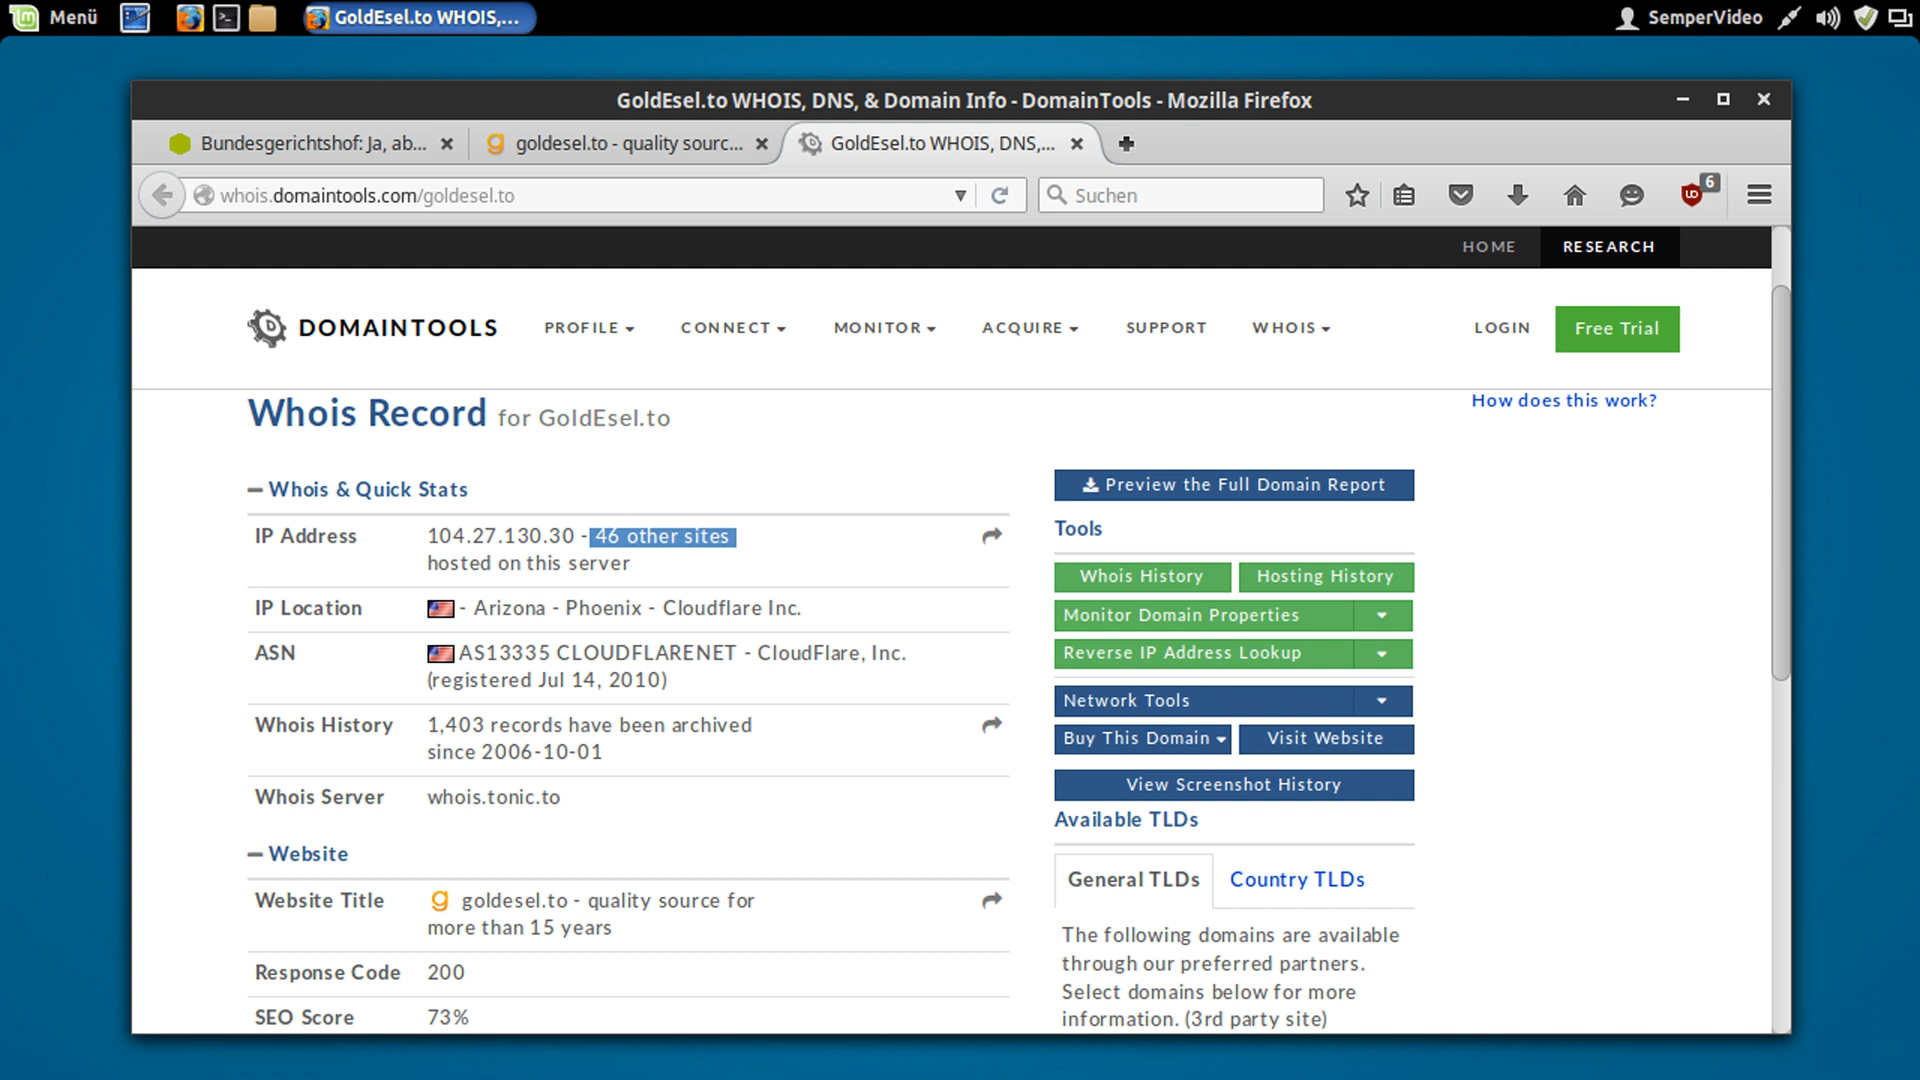 Menü
GoldEsel.to WHOIS,...
SemperVideo
GoldEsel.to WHOIS, DNS, & Domain Info - DomainTools - Mozilla Firefox
Bundesgerichtshof: Ja, ab...
goldesel.to - quality sourc...
GoldEsel.to WHOIS, DNS,...
whois.domaintools.com/goldesel.to
Suchen
6
HOME
RESEARCH
DOMAINTOOLS
PROFILE
CONNECT
MONITOR
ACQUIRE
SUPPORT
WHOIS
LOGIN
Free Trial
Whois Record for GoldEsel.to
How does this work?
Whois & Quick Stats
IP Address
104.27.130.30 - 46 other sites
hosted on this server
IP Location
- Arizona - Phoenix - Cloudflare Inc.
ASN
AS13335 CLOUDFLARENET - CloudFlare, Inc.
(registered Jul 14, 2010)
Whois History
1,403 records have been archived
since 2006-10-01
Whois Server
whois.tonic.to
Website
Website Title
goldesel.to - quality source for
more than 15 years
Response Code
200
SEO Score
73%
Preview the Full Domain Report
Tools
Whois History
Hosting History
Monitor Domain Properties
Reverse IP Address Lookup
Network Tools
Buy This Domain
Visit Website
View Screenshot History
Available TLDs
General TLDs
Country TLDs
The following domains are available
through our preferred partners.
Select domains below for more
information. (3rd party site)